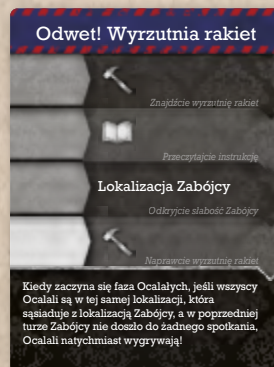 Odwet! Wyrzutnia rakiet
Znajdźcie wyrzutnię rakiet
Przeczytajcie instrukcję
Lokalizacja Zabójcy
Odkryjcie słabość Zabójcy
Naprawcie wyrzutnię rakiet
Kiedy zaczyna się faza Ocalałych, jeśli wszyscy
Ocalali są w tej samej lokalizacji, która
sąsiaduje z lokalizacją Zabójcy, a w poprzedniej
turze Zabójcy nie doszło do żadnego spotkania,
Ocalali natychmiast wygrywają!